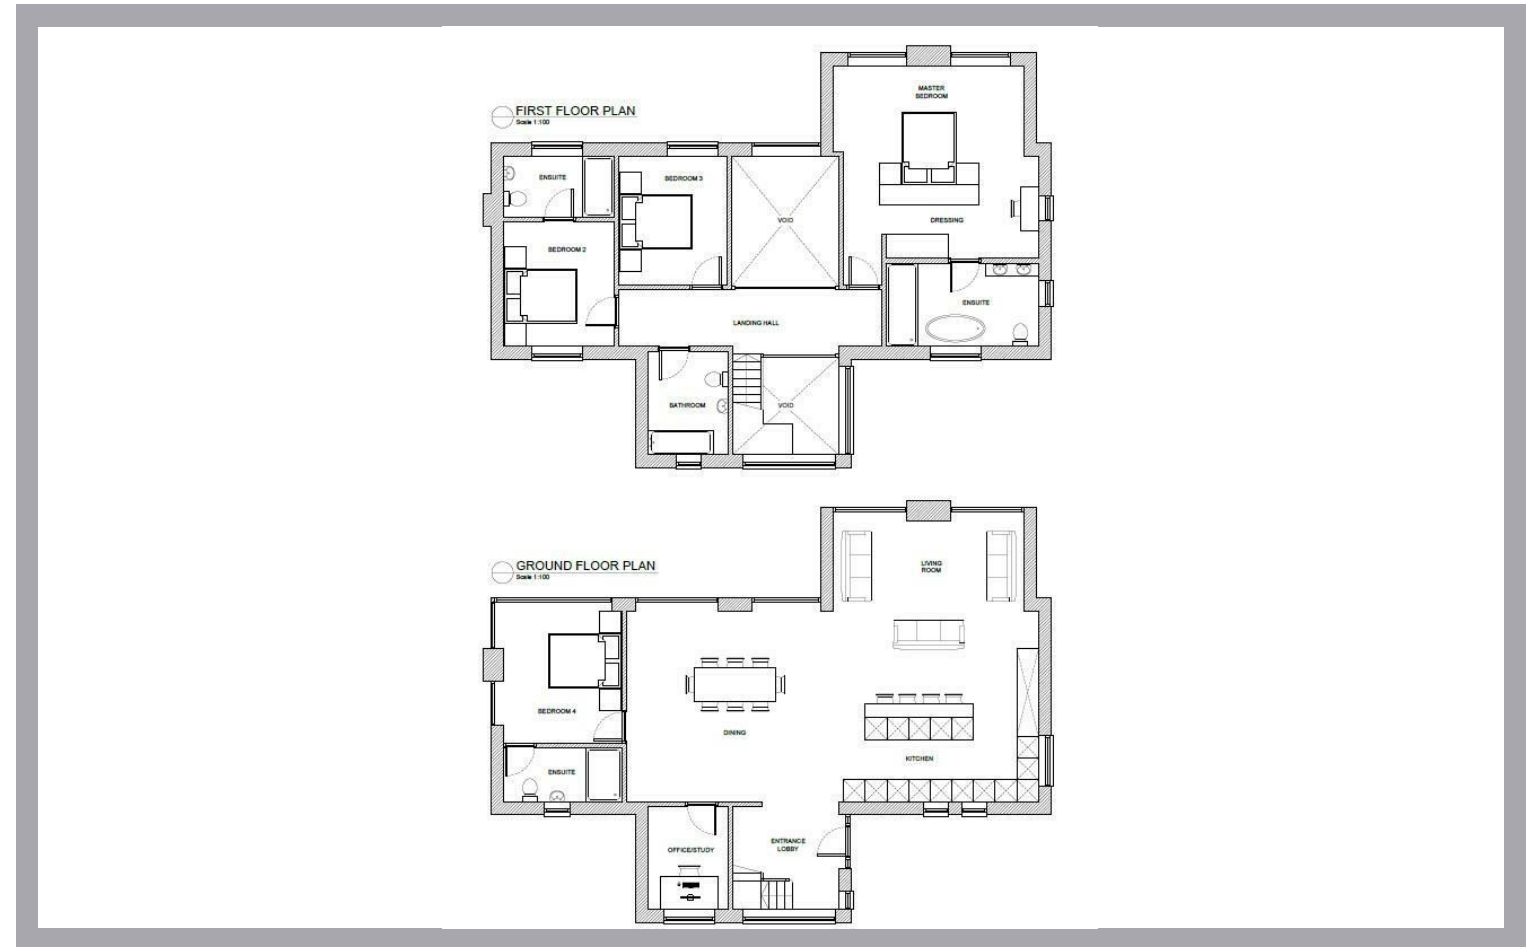 FIRST FLOOR PLAN
Scale 1:100
MASTER
BEDROOM
ENSUITE
BEDROOM 3
VOID
DRESSING
BEDROOM 2
ENSUITE
LANDING HALL
BATHROOM
VOID
GROUND FLOOR PLAN
Scale 1:100
LIVING
ROOM
BEDROOM 4
DINING
KITCHEN
ENSUITE
OFFICE/STUDY
ENTRANCE
LOBBY